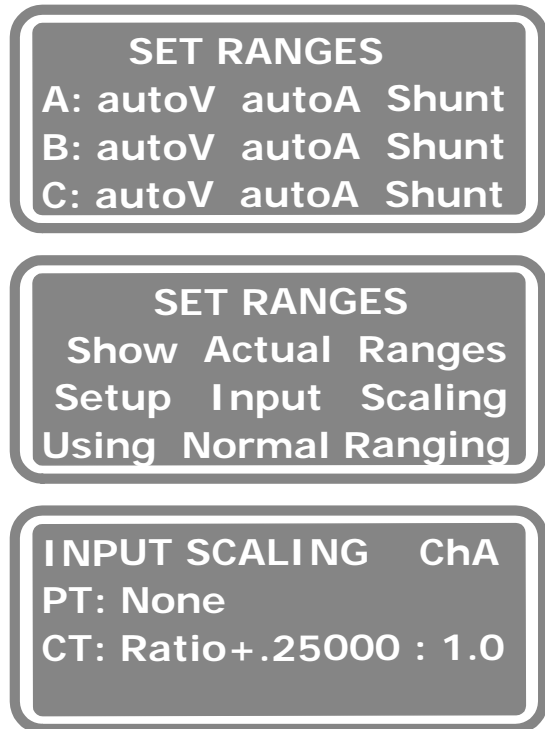 SET RANGES
A: autoV autoA Shunt
B: autoV autoA Shunt
C: autoV autoA Shunt
SET RANGES
Show Actual Ranges
Setup Input Scaling
Using Normal Ranging
INPUT SCALING ChA
PT: None
CT: Ratio+.25000 : 1.0